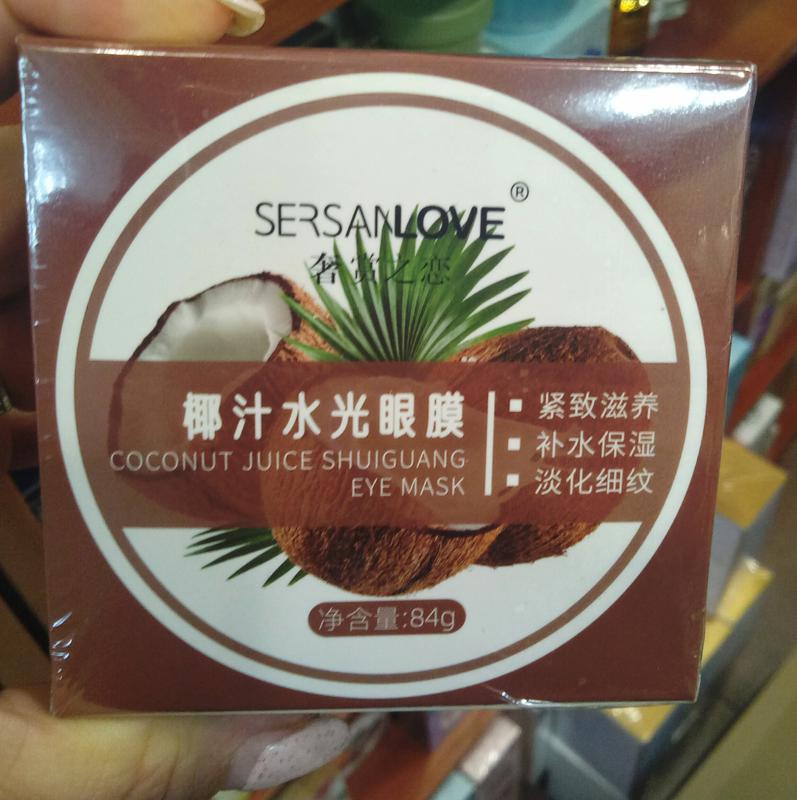 SERSANLOVE®
奢赏之恋
椰汁水光眼膜
COCONUT JUICE SHUIGUANG
EYE MASK
▪ 紧致滋养
▪ 补水保湿
▪ 淡化细纹
净含量:84g